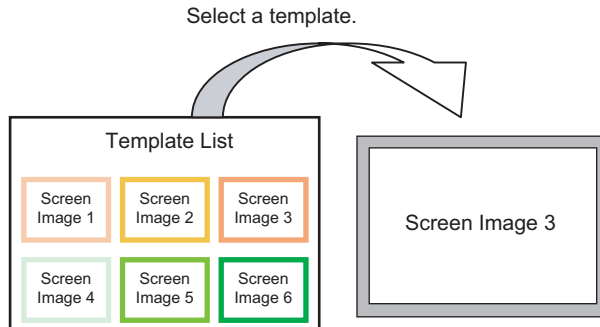 Select a template.
Template List
Screen
Image 1
Screen
Image 2
Screen
Image 3
Screen
Image 4
Screen
Image 5
Screen
Image 6
Screen Image 3